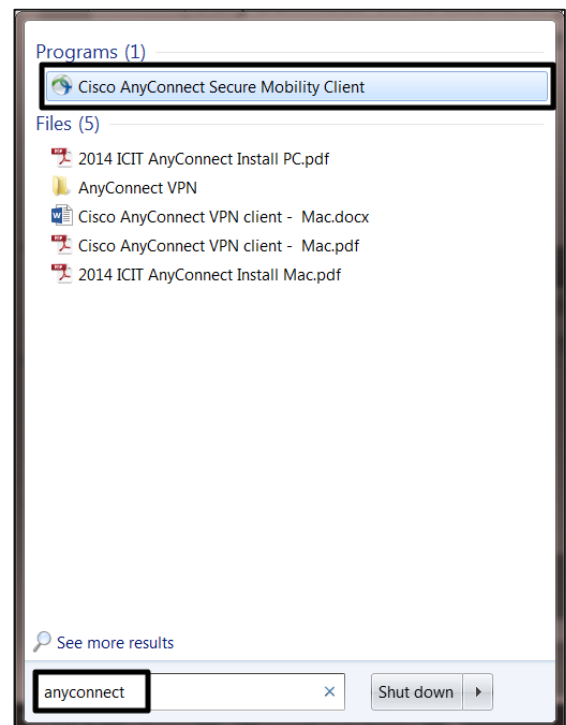 Programs (1)
Cisco AnyConnect Secure Mobility Client
Files (5)
2014 ICIT AnyConnect Install PC.pdf
AnyConnect VPN
Cisco AnyConnect VPN client -  Mac.docx
Cisco AnyConnect VPN client -  Mac.pdf
2014 ICIT AnyConnect Install Mac.pdf
See more results
anyconnect
Shut down